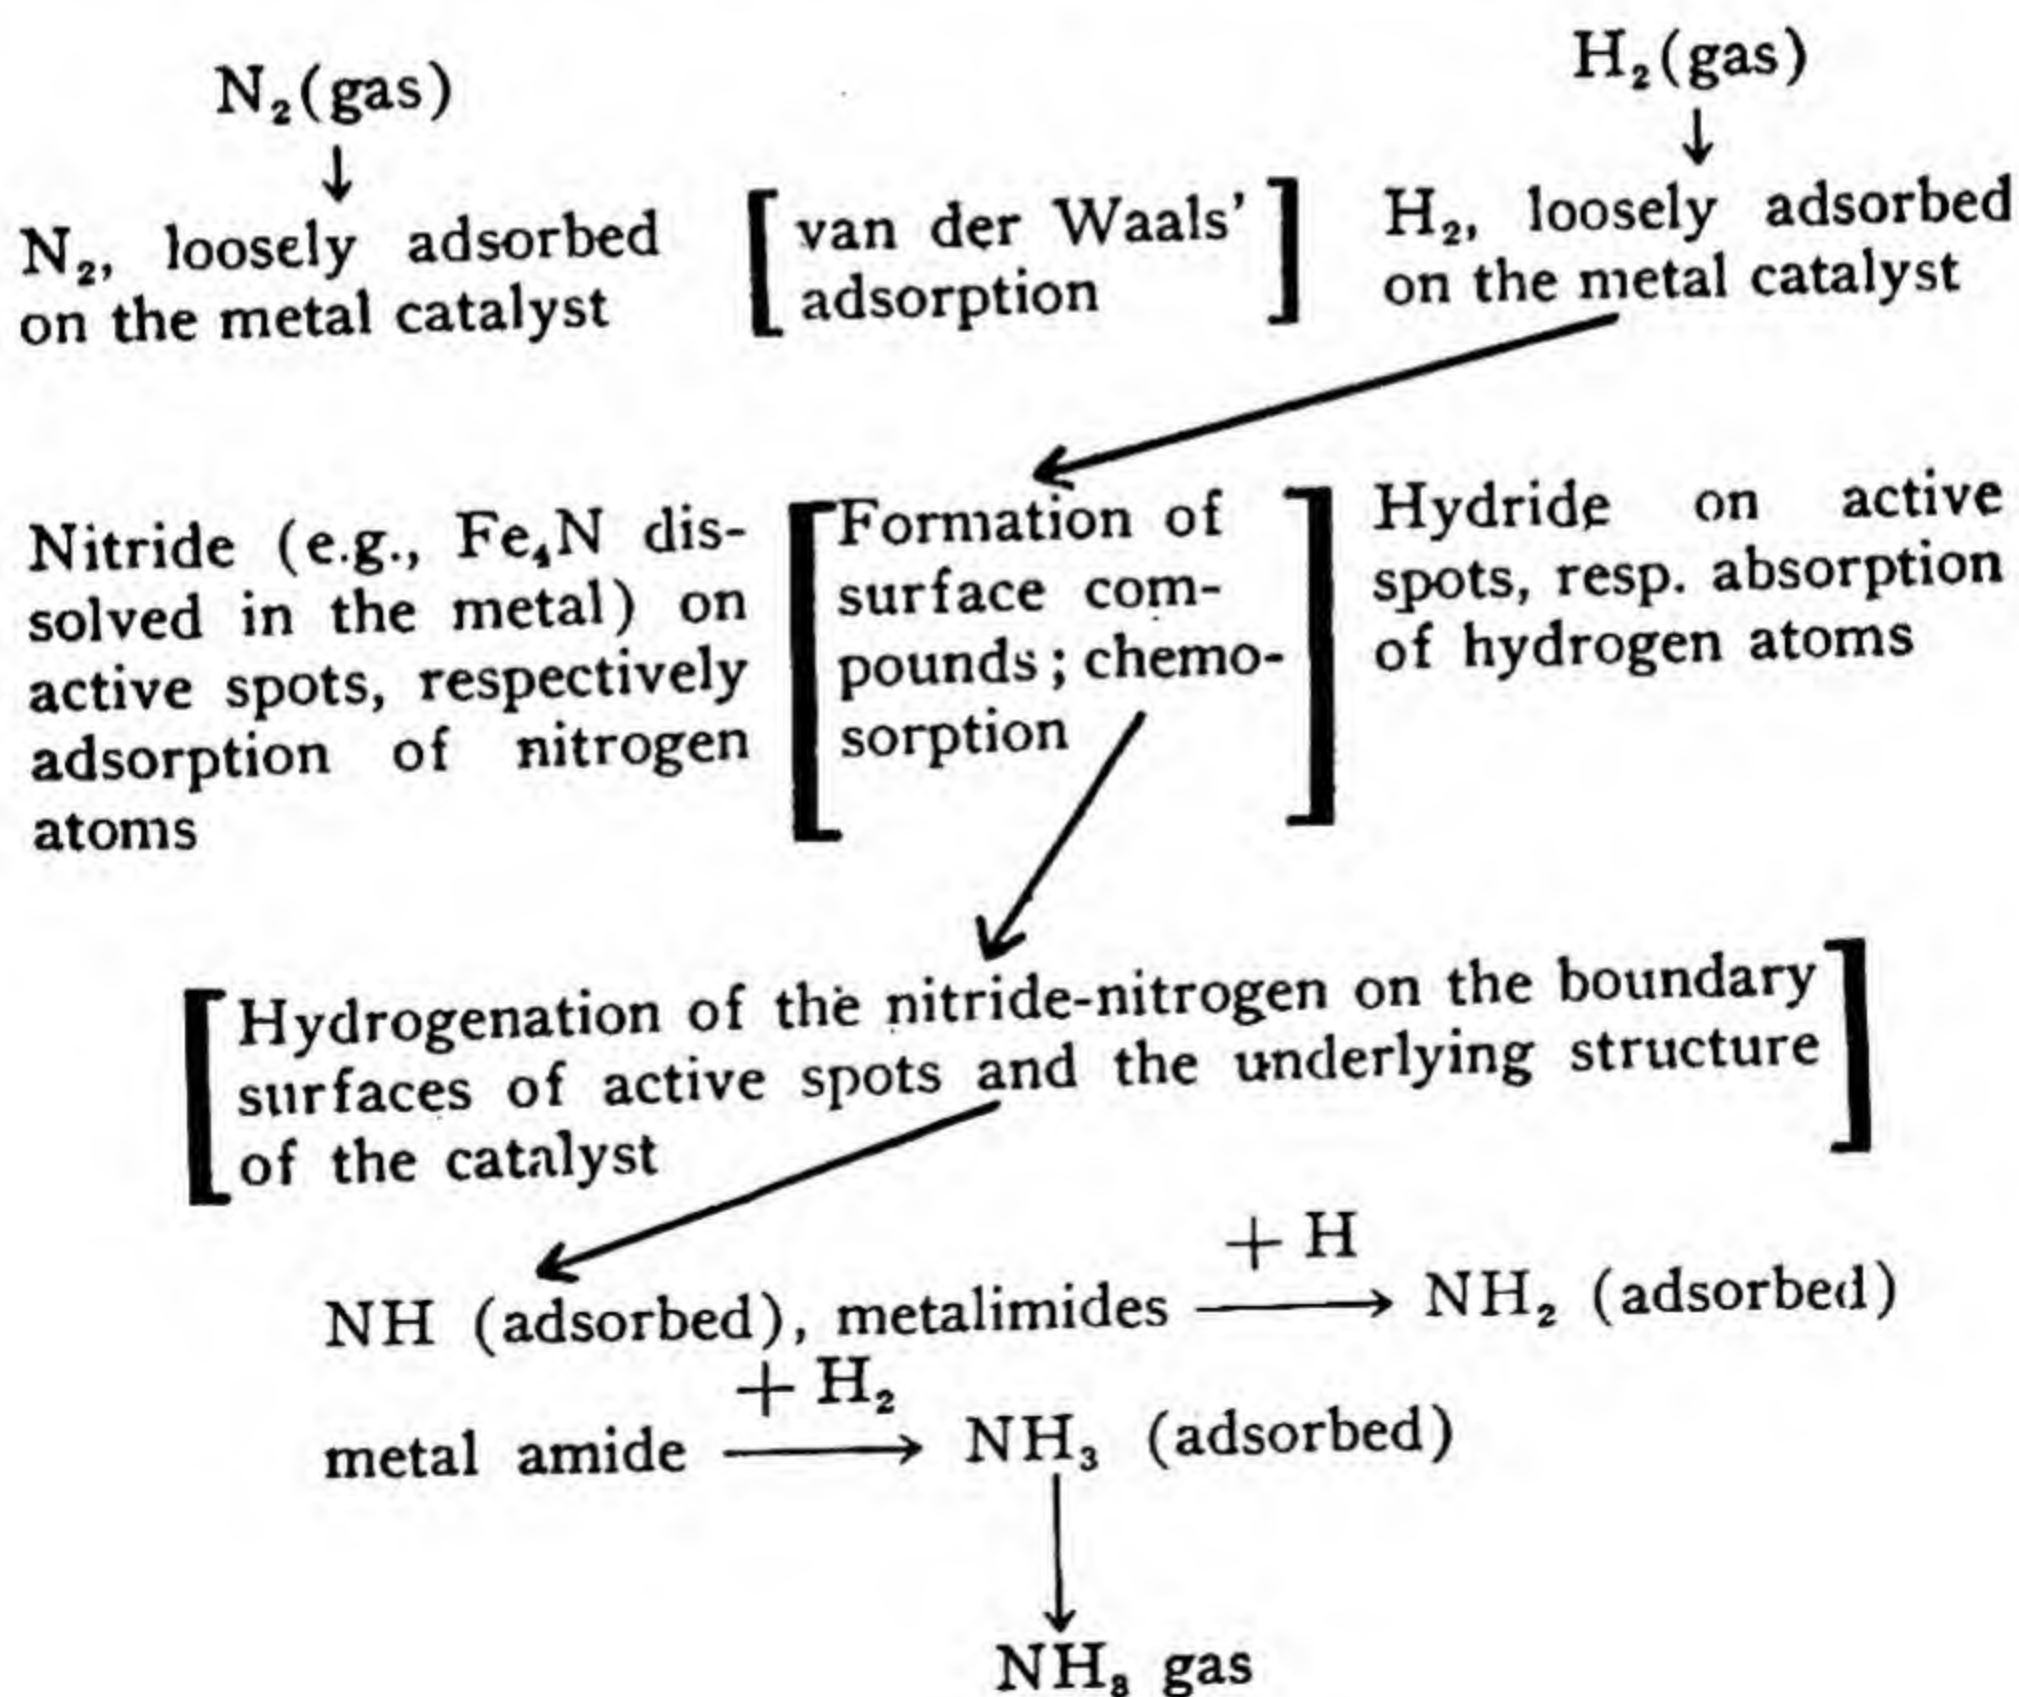 N₂(gas)
H₂(gas)
N₂, loosely adsorbed
on the metal catalyst
van der Waals'
adsorption
H₂, loosely adsorbed
on the metal catalyst
Nitride (e.g., Fe₄N dis-
solved in the metal) on
active spots, respectively
adsorption of nitrogen
atoms
Formation of
surface com-
pounds; chemo-
sorption
Hydride on active
spots, resp. absorption
of hydrogen atoms
Hydrogenation of the nitride-nitrogen on the boundary
surfaces of active spots and the underlying structure
of the catalyst
+ H
NH (adsorbed), metalimides ⟶ NH₂ (adsorbed)
+ H₂
metal amide ⟶ NH₃ (adsorbed)
NH₃ gas